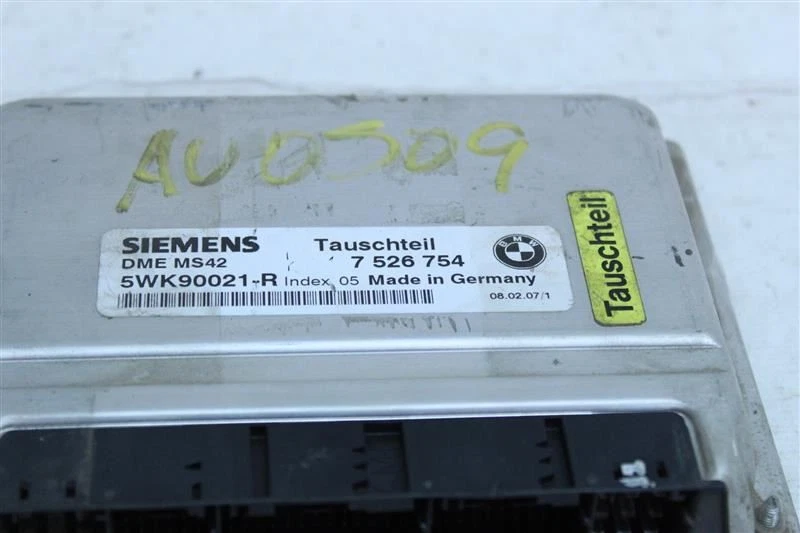 AU0509
SIEMENS Tauschteil
DME MS42 7 526 754
BMW
5WK90021-R Index 05 Made in Germany
08.02.07/1
Tauschteil